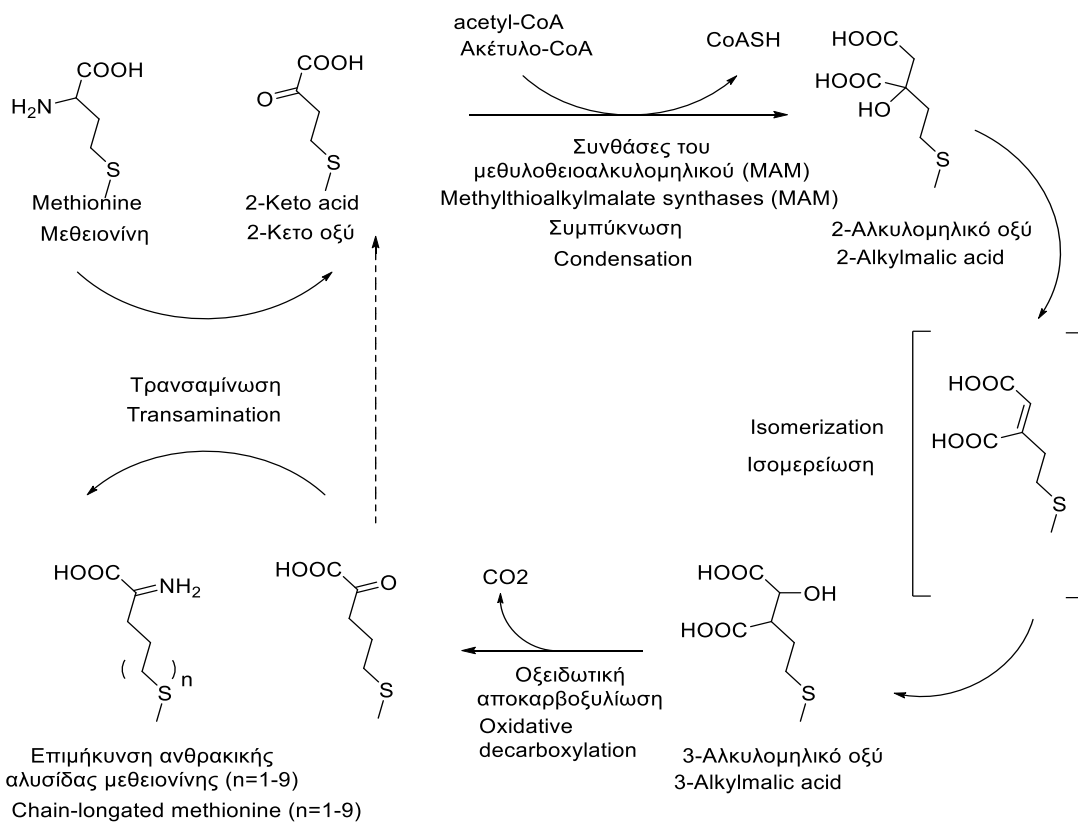 acetyl-CoA
Ακέτυλο-CoA
CoASH
HOOC
HOOC
HO
S
COOH
H2N
S
Methionine
Μεθειονίνη
COOH
O
S
2-Keto acid
2-Κετο οξύ
Συνθάσες του
μεθυλοθειοαλκυλομηλικού (MAM)
Methylthioalkylmalate synthases (MAM)
Συμπύκνωση
Condensation
2-Αλκυλομηλικό οξύ
2-Alkylmalic acid
Τρανσαμίνωση
Transamination
Isomerization
Ισομερείωση
HOOC
HOOC
S
HOOC
NH2
( ) n
S
HOOC
O
S
CO2
Οξειδωτική
αποκαρβοξυλίωση
Oxidative
decarboxylation
HOOC
OH
HOOC
S
3-Αλκυλομηλικό οξύ
3-Alkylmalic acid
Επιμήκυνση ανθρακικής
αλυσίδας μεθειονίνης (n=1-9)
Chain-longated methionine (n=1-9)